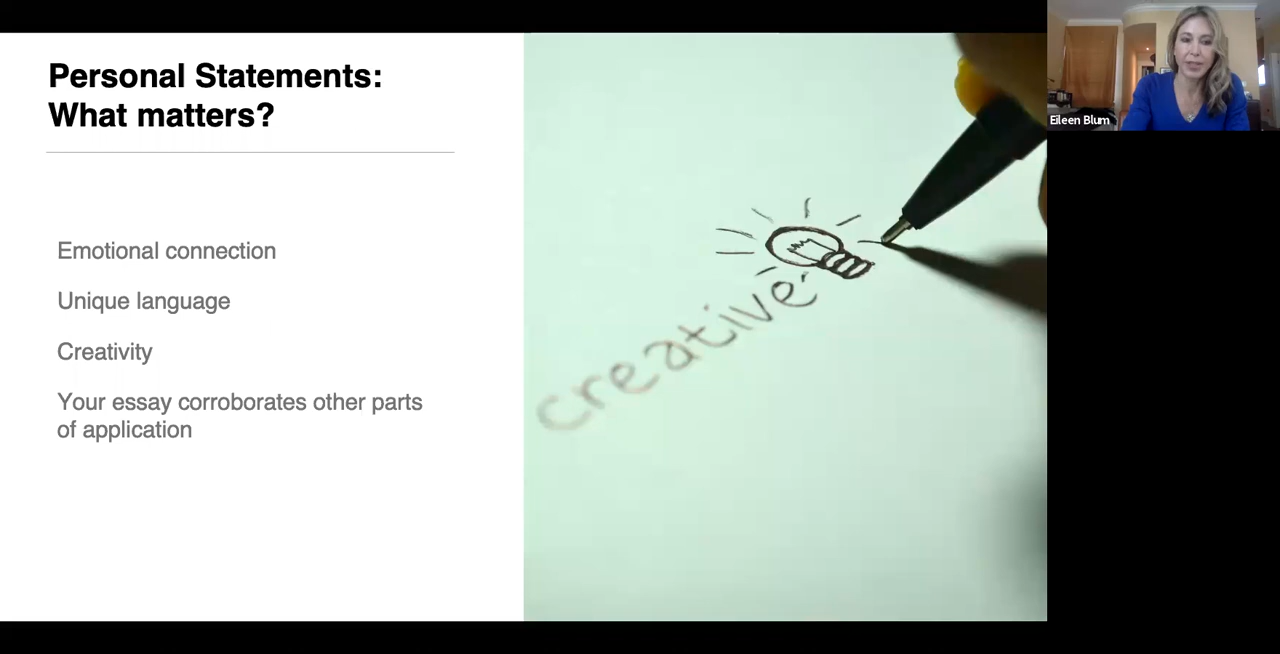 Personal Statements:
What matters?
Emotional connection
Unique language
Creativity
Your essay corroborates other parts
of application
creative
Eileen Blum